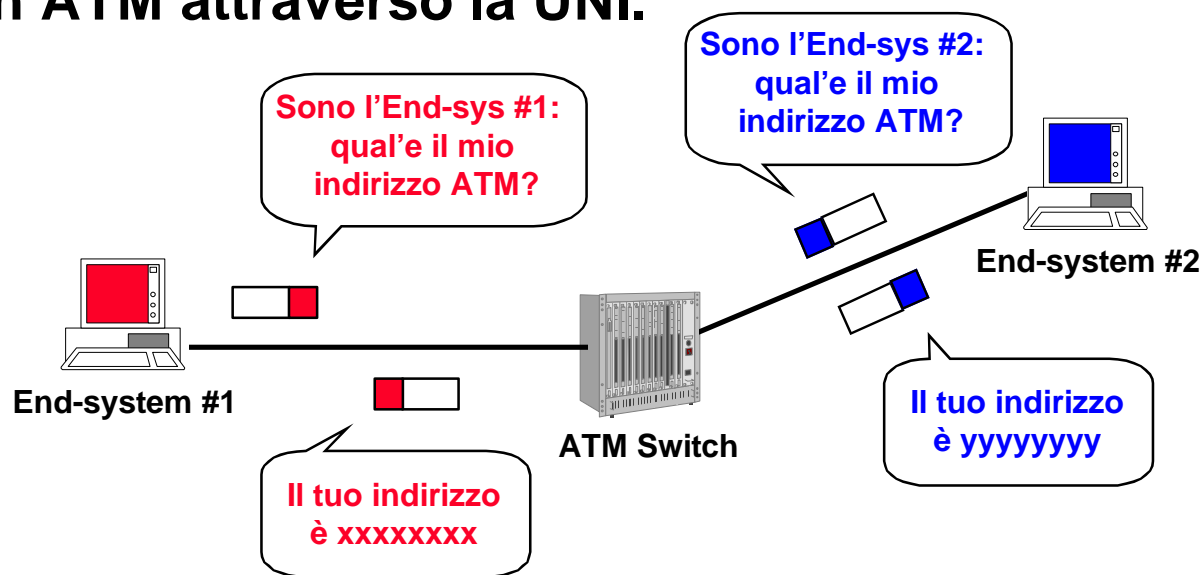 n ATM attraverso la UNI.
Sono l'End-sys #2:
qual'e il mio
indirizzo ATM?
Sono l'End-sys #1:
qual'e il mio
indirizzo ATM?
End-system #2
End-system #1
ATM Switch
Il tuo indirizzo
è yyyyyyyy
Il tuo indirizzo
è xxxxxxxx